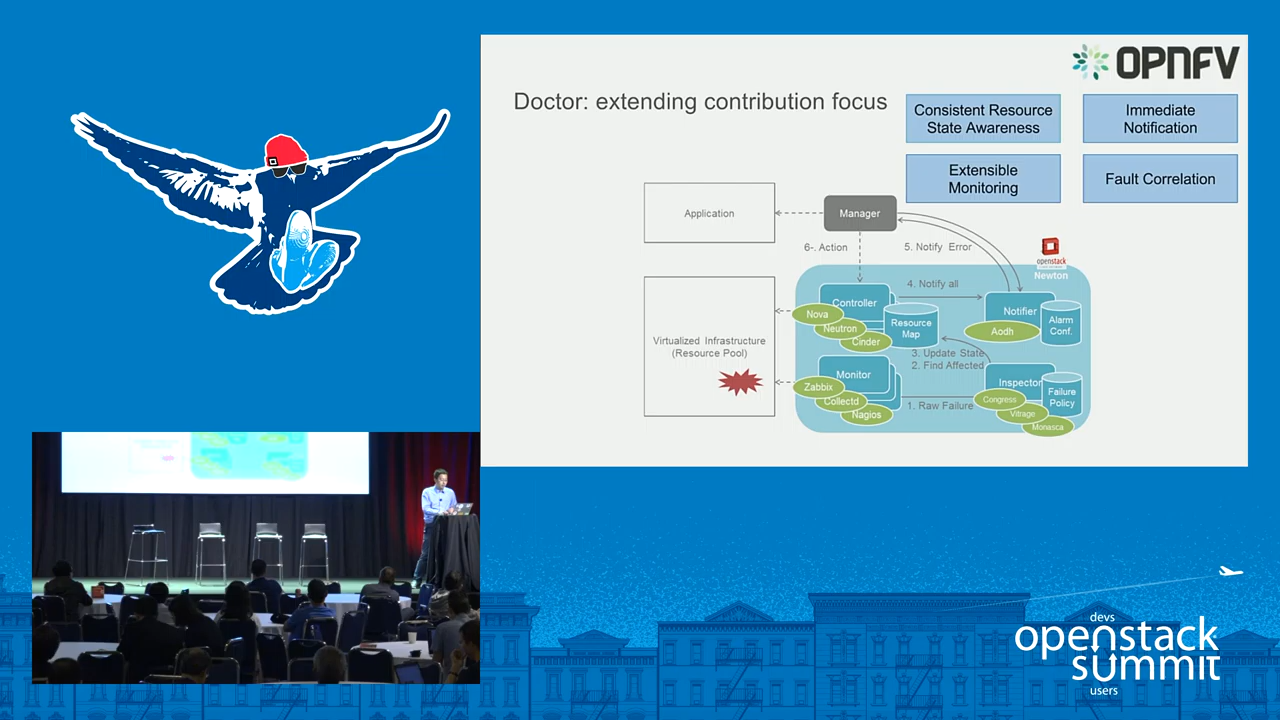 OPNFV
Doctor: extending contribution focus
Consistent Resource
State Awareness
Immediate
Notification
Extensible
Monitoring
Fault Correlation
Application
Manager
6-. Action
5. Notify Error
openstack
Newton
4. Notify all
Controller
Nova
Neutron
Cinder
Resource
Map
Notifier
Aodh
Alarm
Conf.
Virtualized Infrastructure
(Resource Pool)
3. Update State
2. Find Affected
Monitor
Zabbix
Collectd
Nagios
1. Raw Failure
Inspector
Congress
Vitrage
Monasca
Failure
Policy
devs
openstack
summit
users